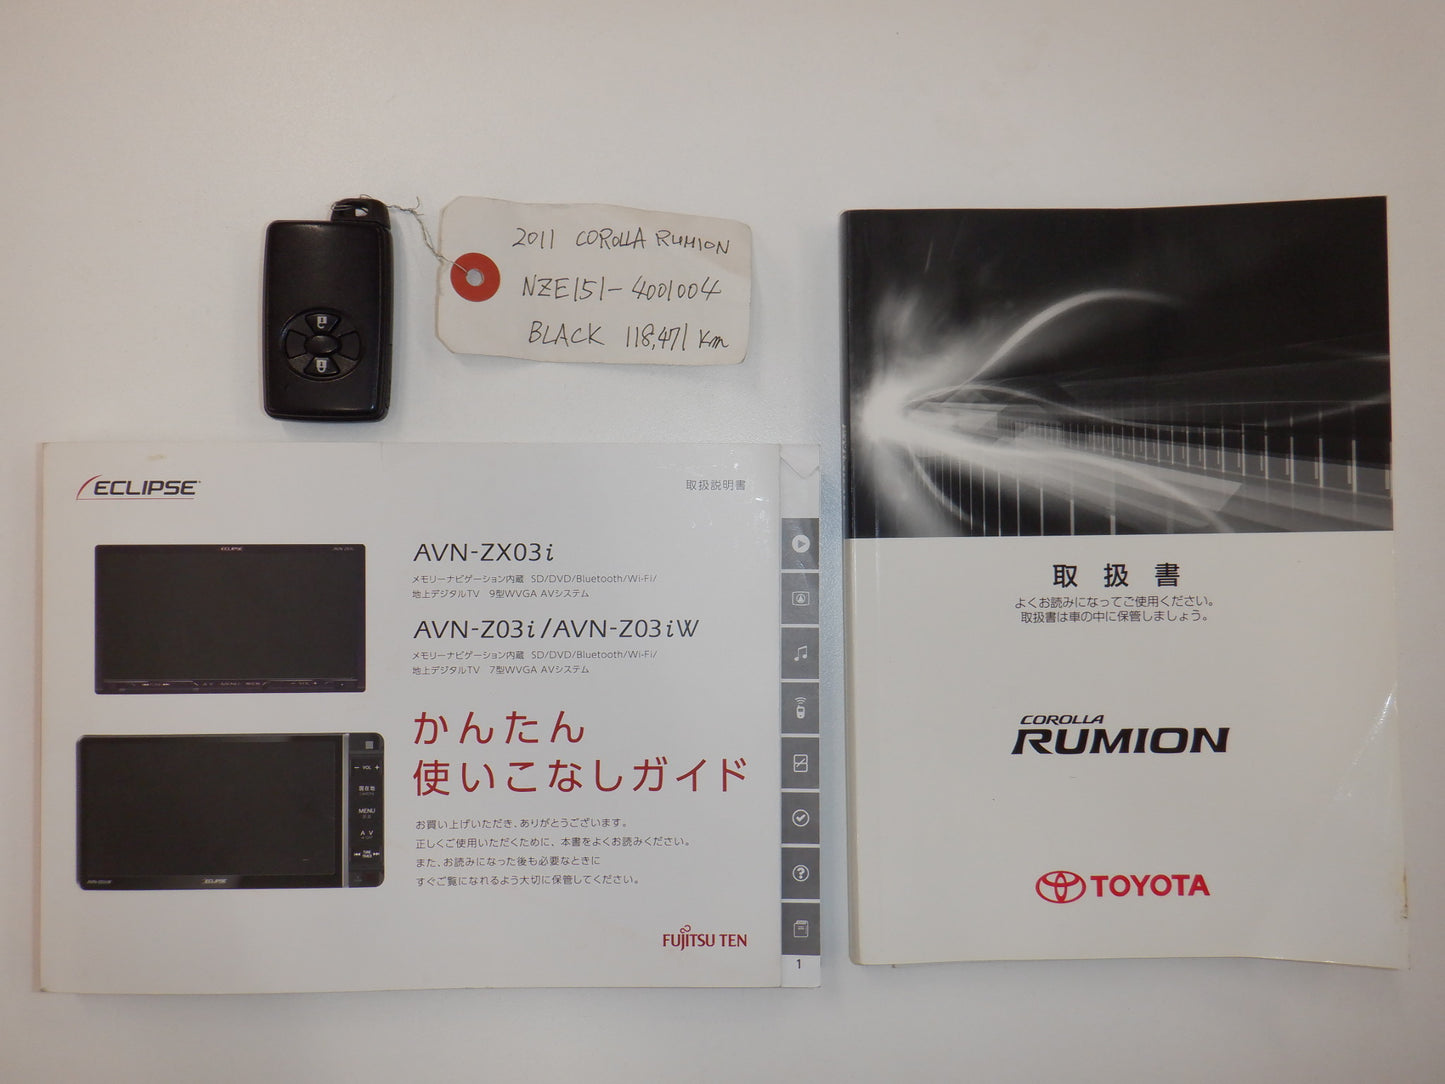 2011 COROLLA RUMION
NZE151-4001004
BLACK 118,471 km
ECLIPSE
取扱説明書
ECLIPSE
AVN-ZX03i
メモリーナビゲーション内蔵 SD/DVD/Bluetooth/Wi-Fi/
地上デジタルTV 9型WVGA AVシステム
AVN-Z03i/AVN-Z03iW
メモリーナビゲーション内蔵 SD/DVD/Bluetooth/Wi-Fi/
地上デジタルTV 7型WVGA AVシステム
かんたん
使いこなしガイド
- VOL +
現在地
MENU
A V
ECLIPSE
お買い上げいただき、ありがとうございます。
正しくご使用いただくために、本書をよくお読みください。
また、お読みになった後も必要なときに
すぐご覧になれるよう大切に保管してください。
FUJITSU TEN
1
取扱書
よくお読みになってご使用ください。
取扱書は車の中に保管しましょう。
COROLLA
RUMION
TOYOTA